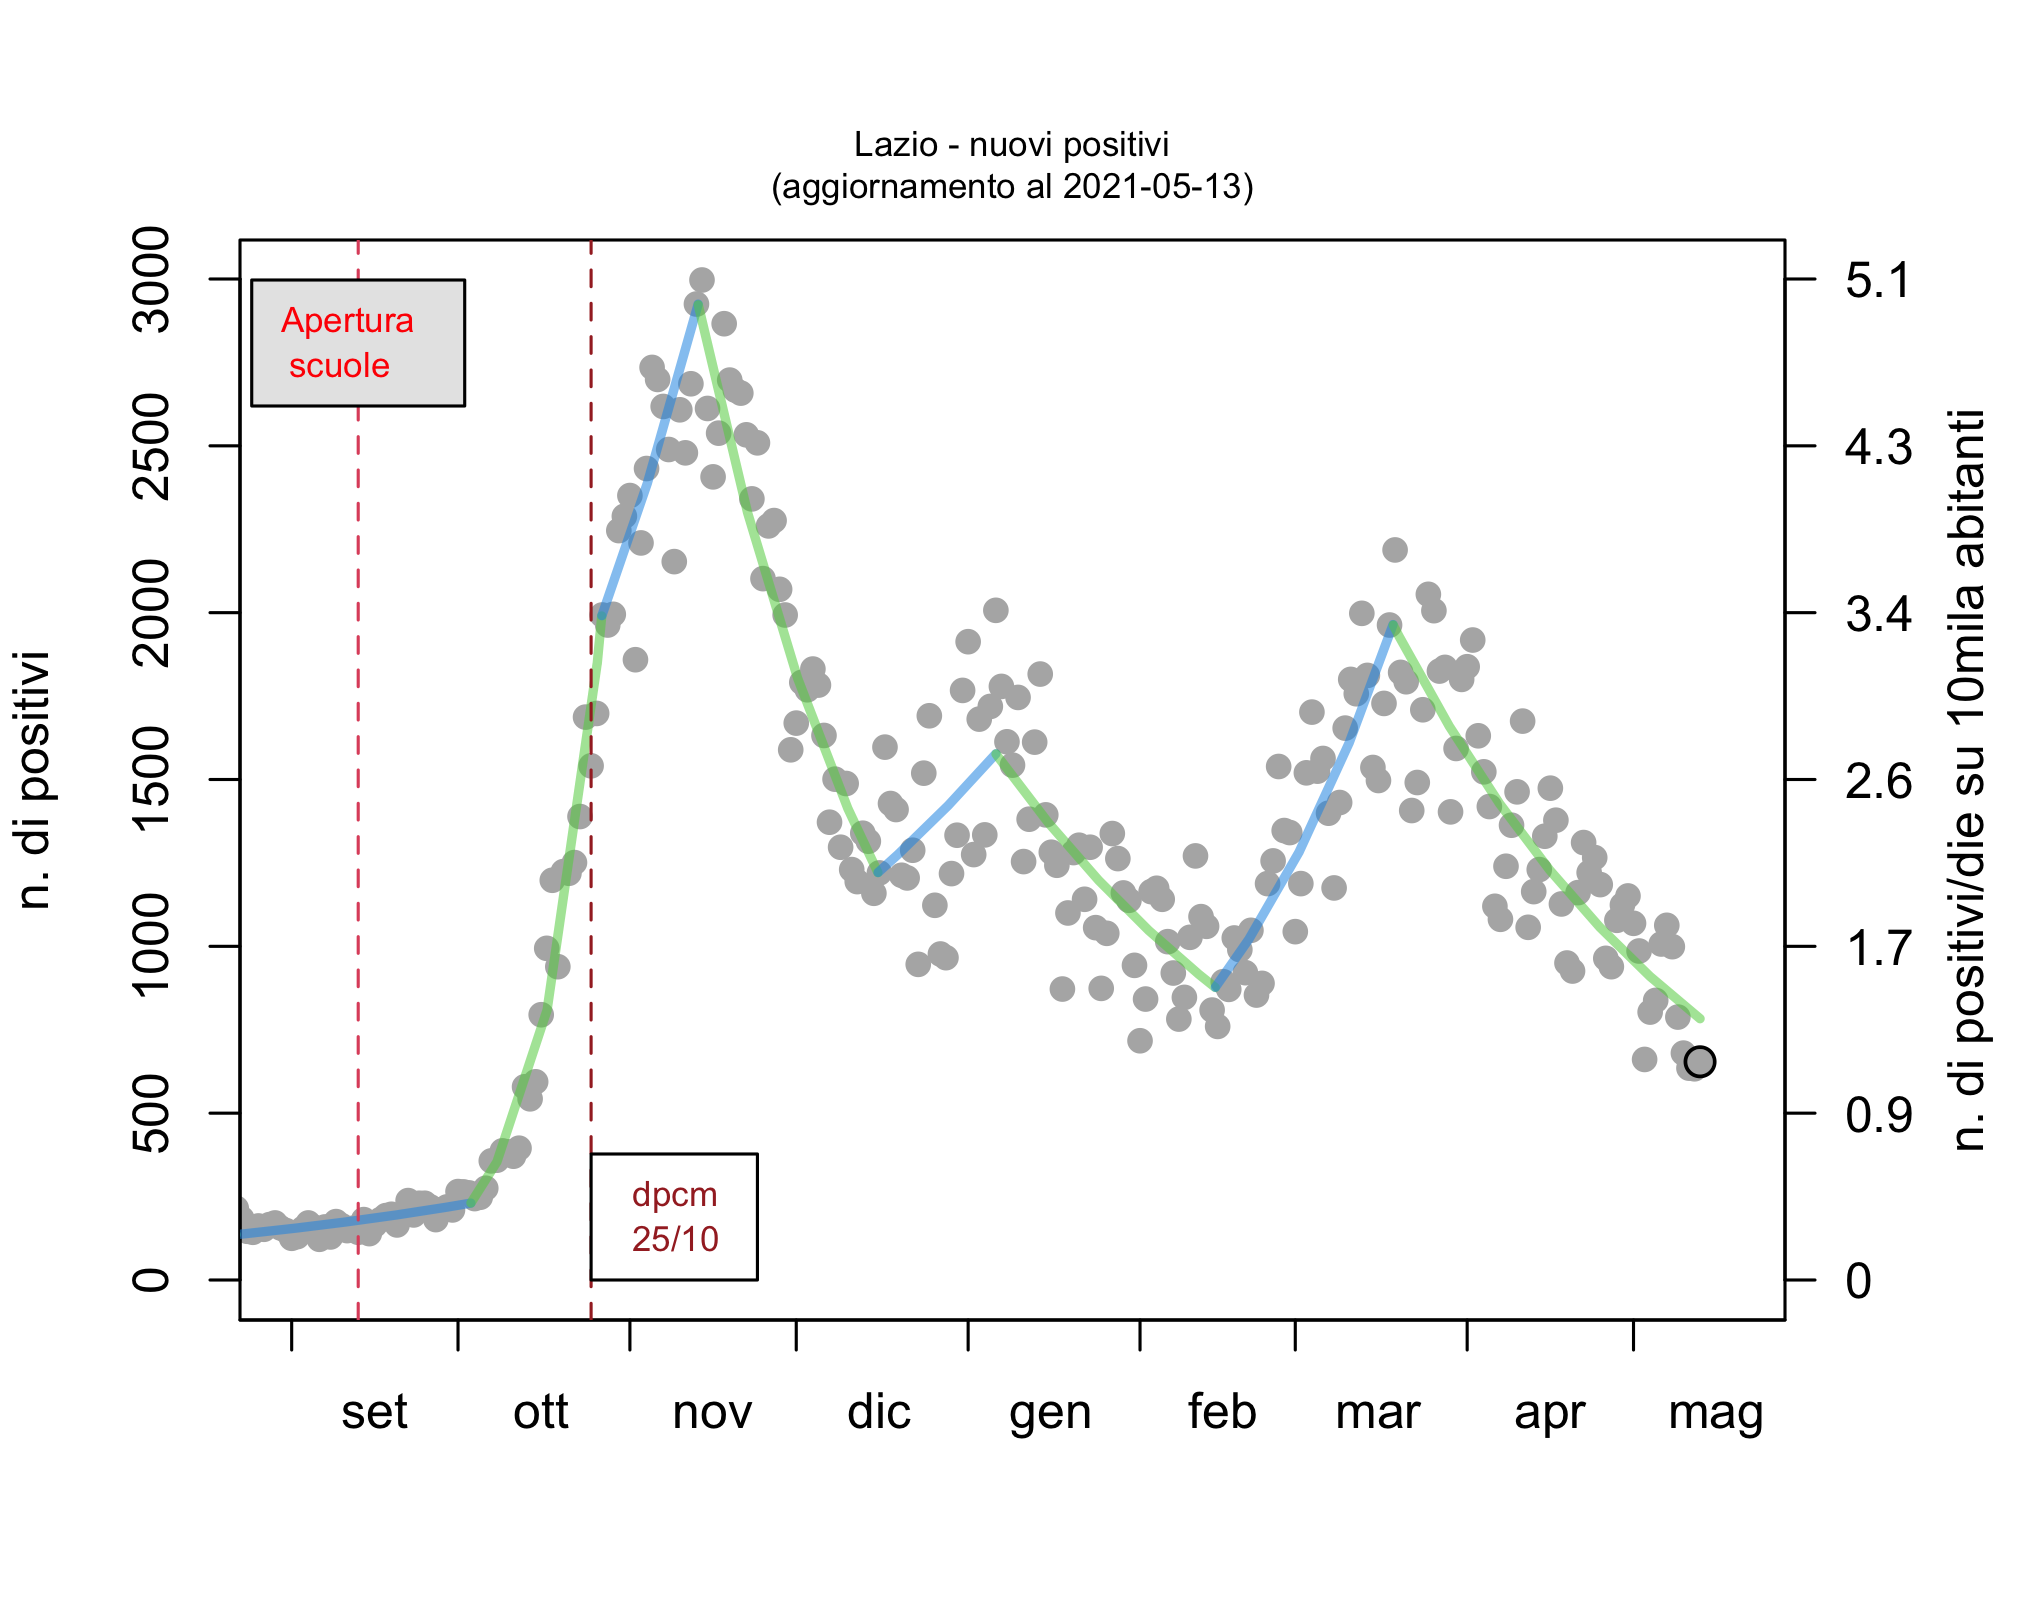 Lazio - nuovi positivi
(aggiornamento al 2021-05-13)
n. di positivi
3000
2500
2000
1500
1000
500
0
Apertura
scuole
dpcm
25/10
5.1
4.3
3.4
2.6
1.7
0.9
0
n. di positivi/die su 10mila abitanti
set ott nov dic gen feb mar apr mag